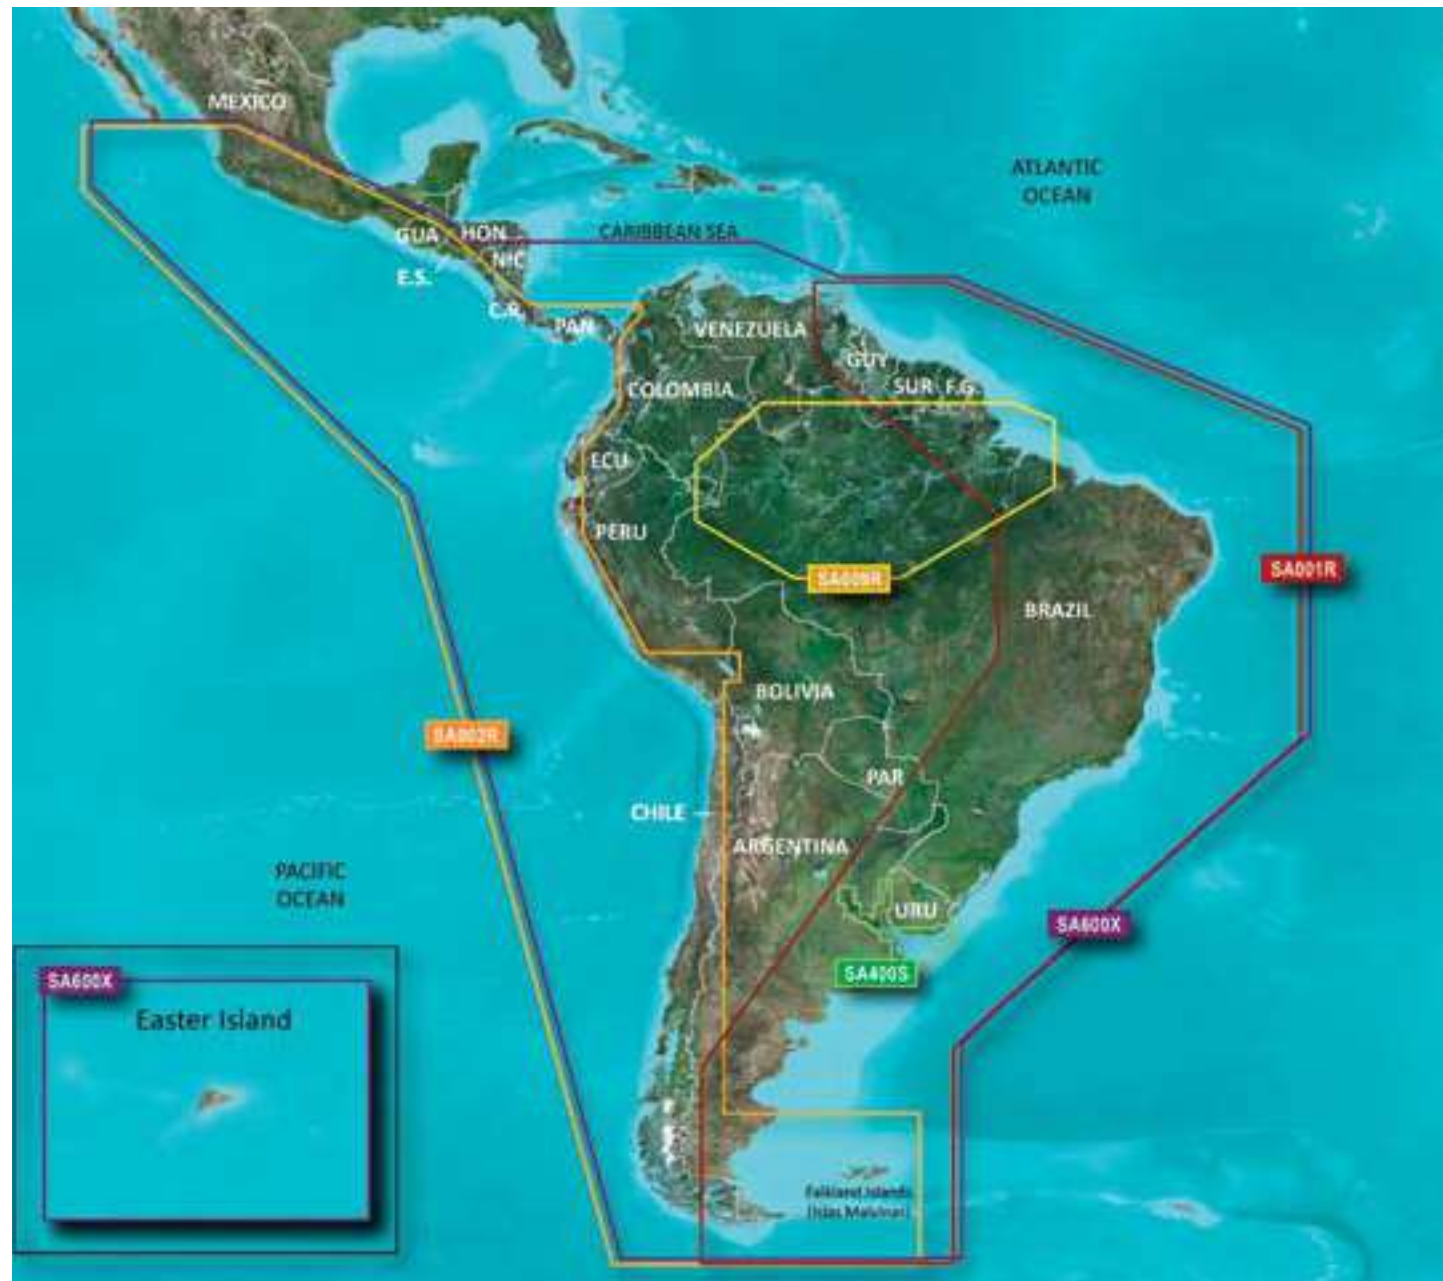 MEXICO
ATLANTIC
OCEAN
CARIBBEAN SEA
GUA
HON
NIC
E.S.
C.R.
PAN
VENEZUELA
GUY
SUR
F.G.
COLOMBIA
ECU
PERU
SA009R
SA001R
BRAZIL
BOLIVIA
SA002R
PAR
CHILE
ARGENTINA
PACIFIC
OCEAN
URU
SA600X
SA400S
SA600X
Easter Island
Falkland Islands
(Islas Malvinas)